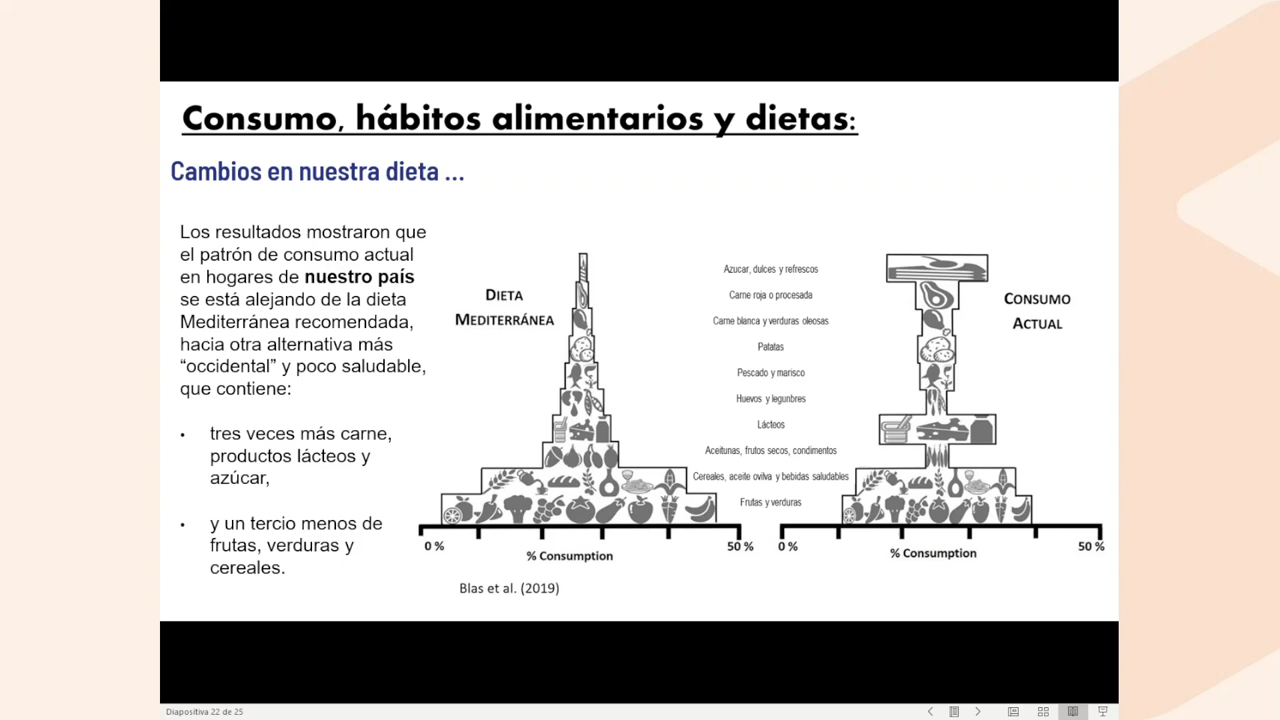 Consumo, hábitos alimentarios y dietas:
Cambios en nuestra dieta ...
Los resultados mostraron que
el patrón de consumo actual
en hogares de nuestro país
se está alejando de la dieta
Mediterránea recomendada,
hacia otra alternativa más
“occidental” y poco saludable,
que contiene:
• tres veces más carne,
productos lácteos y
azúcar,
• y un tercio menos de
frutas, verduras y
cereales.
DIETA
MEDITERRÁNEA
Azucar, dulces y refrescos
Carne roja o procesada
Carne blanca y verduras oleosas
Patatas
Pescado y marisco
Huevos y legunbres
Lácteos
Aceitunas, frutos secos, condimentos
Cereales, aceite ovilva y bebidas saludables
Frutas y verduras
CONSUMO
ACTUAL
0 %
% Consumption
50 %
0 %
% Consumption
50 %
Blas et al. (2019)
Diapositiva 22 de 25